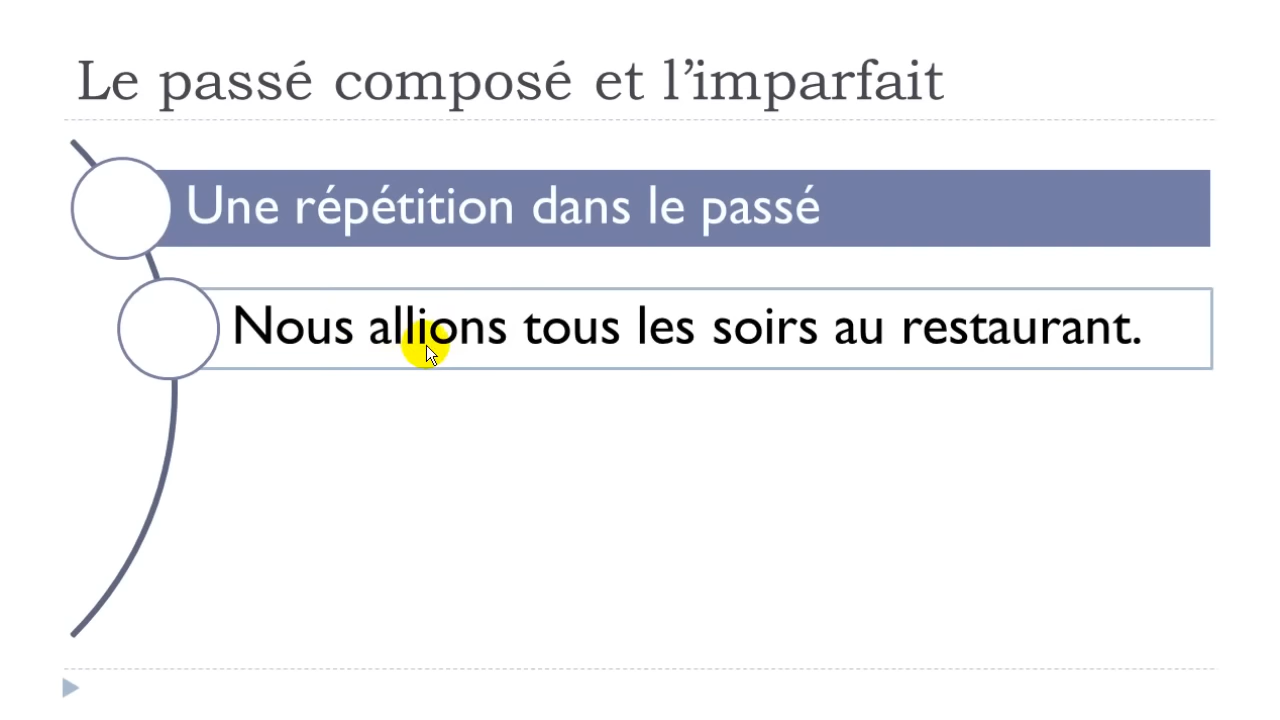 Le passé composé et l’imparfait
Une répétition dans le passé
Nous allions tous les soirs au restaurant.